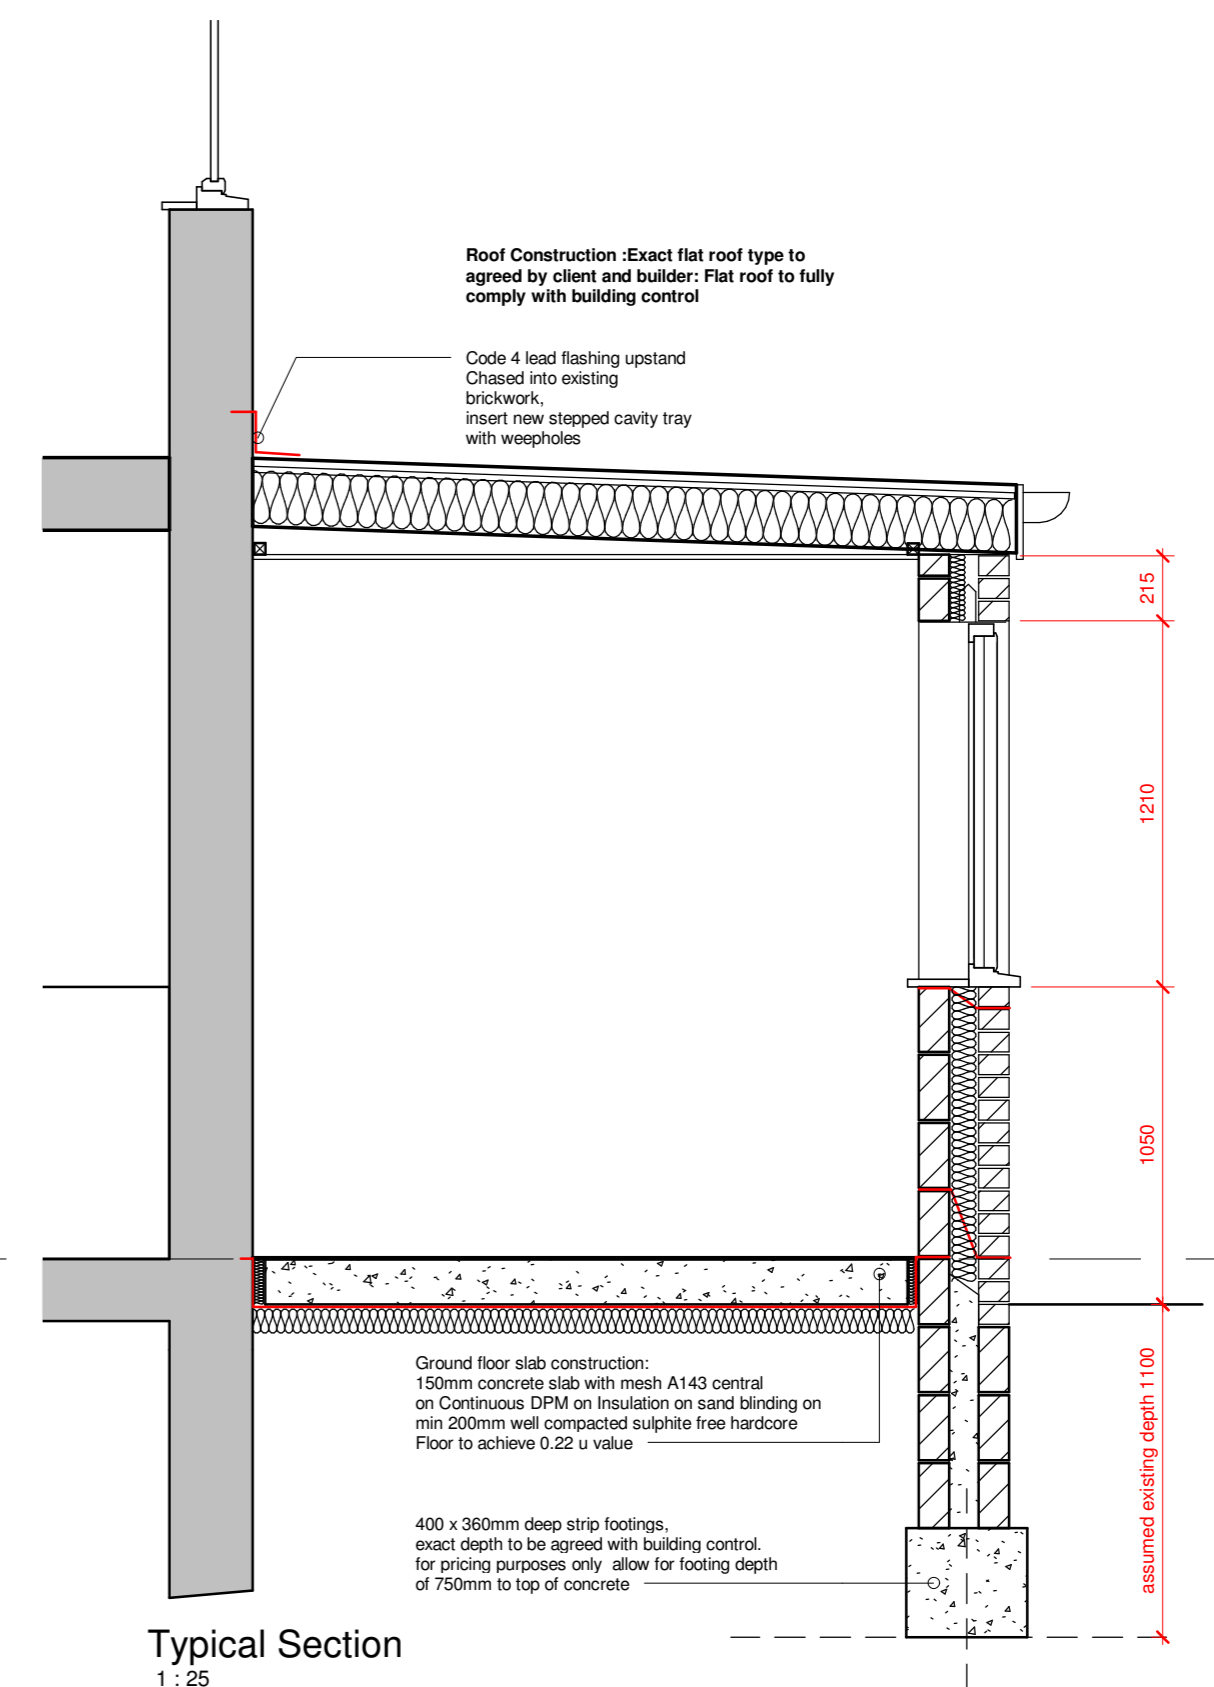 Roof Construction :Exact flat roof type to
agreed by client and builder: Flat roof to fully
comply with building control
Code 4 lead flashing upstand
Chased into existing
brickwork,
insert new stepped cavity tray
with weepholes
215
1210
1050
assumed existing depth 1100
Ground floor slab construction:
150mm concrete slab with mesh A143 central
on Continuous DPM on Insulation on sand blinding on
min 200mm well compacted sulphite free hardcore
Floor to achieve 0.22 u value
400 x 360mm deep strip footings,
exact depth to be agreed with building control.
for pricing purposes only allow for footing depth
of 750mm to top of concrete
Typical Section
1 : 25